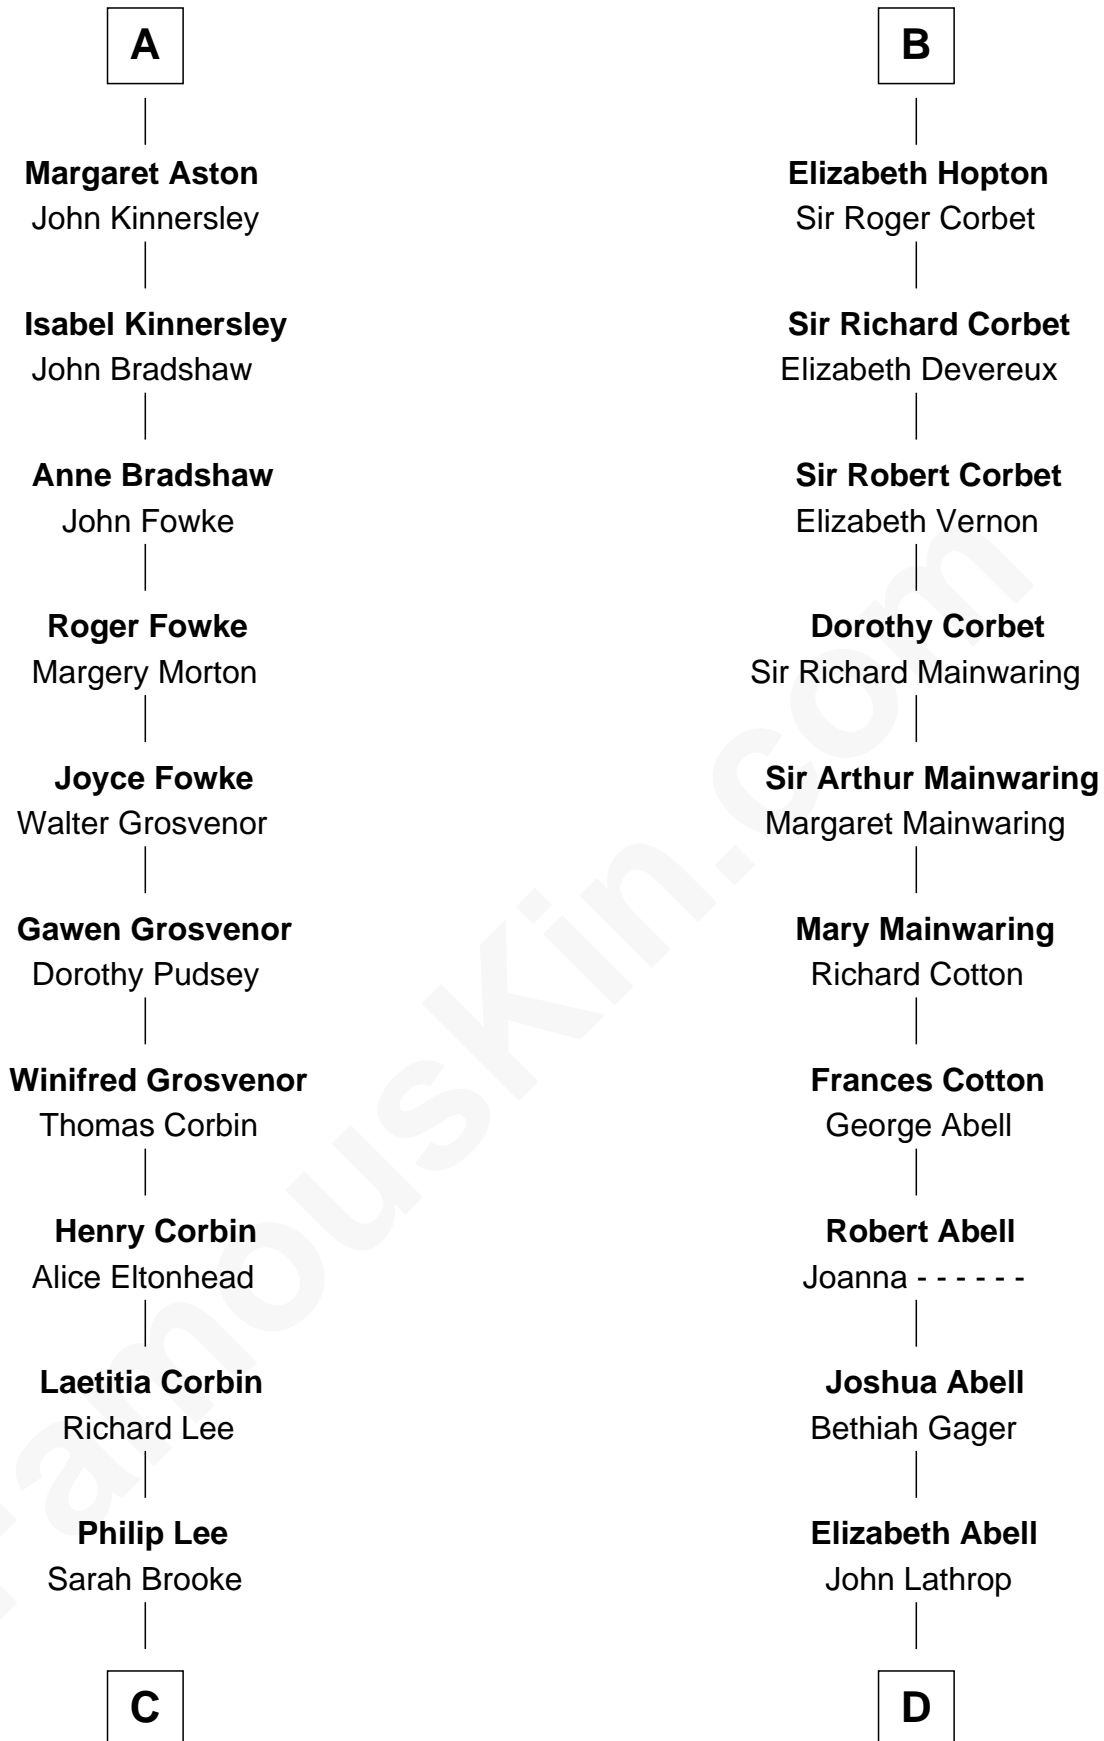 A
Margaret Aston
John Kinnersley
Isabel Kinnersley
John Bradshaw
Anne Bradshaw
John Fowke
Roger Fowke
Margery Morton
Joyce Fowke
Walter Grosvenor
Gawen Grosvenor
Dorothy Pudsey
Winifred Grosvenor
Thomas Corbin
Henry Corbin
Alice Eltonhead
Laetitia Corbin
Richard Lee
Philip Lee
Sarah Brooke
C
B
Elizabeth Hopton
Sir Roger Corbet
Sir Richard Corbet
Elizabeth Devereux
Sir Robert Corbet
Elizabeth Vernon
Dorothy Corbet
Sir Richard Mainwaring
Sir Arthur Mainwaring
Margaret Mainwaring
Mary Mainwaring
Richard Cotton
Frances Cotton
George Abell
Robert Abell
Joanna - - - - - -
Joshua Abell
Bethiah Gager
Elizabeth Abell
John Lathrop
D
FamousKin.com